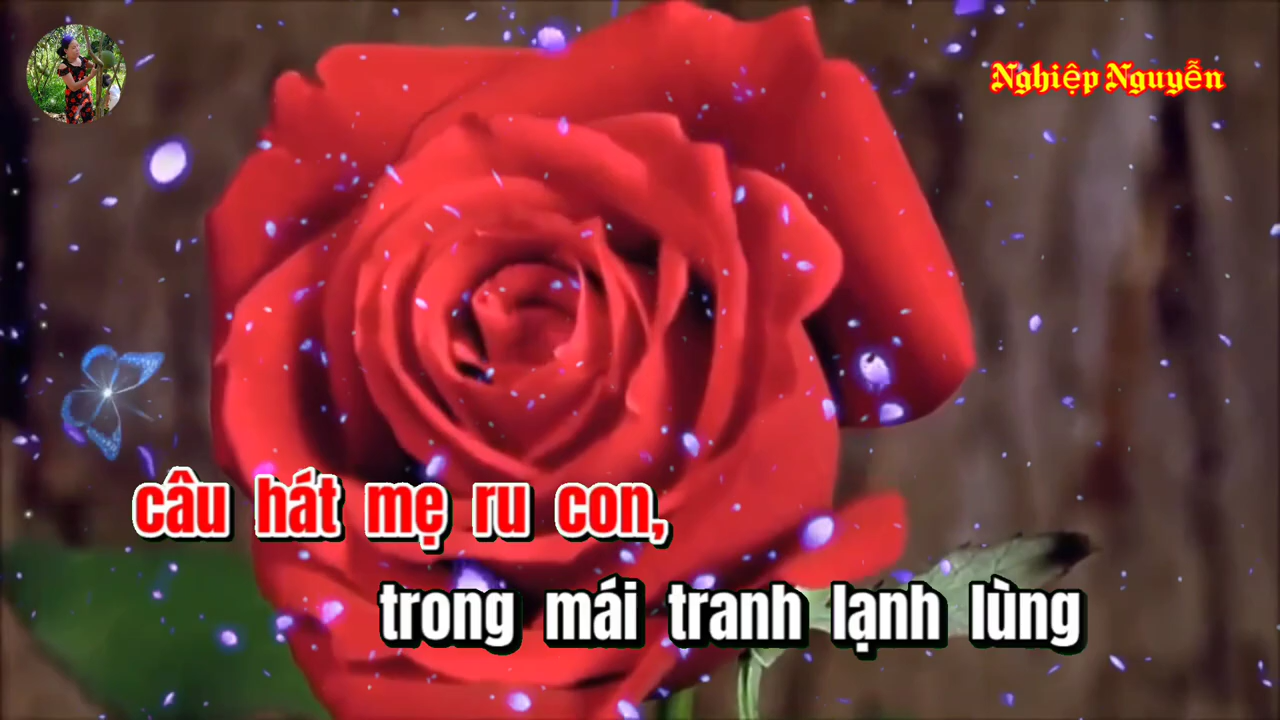 Nghiệp Nguyễn
câu hát mẹ ru con,
trong mái tranh lạnh lùng